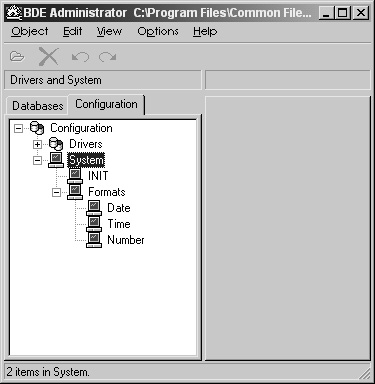 BDE Administrator C:\Program Files\Common File...
Object Edit View Options Help
Drivers and System
Databases Configuration
Configuration
Drivers
System
INIT
Formats
Date
Time
Number
2 items in System.